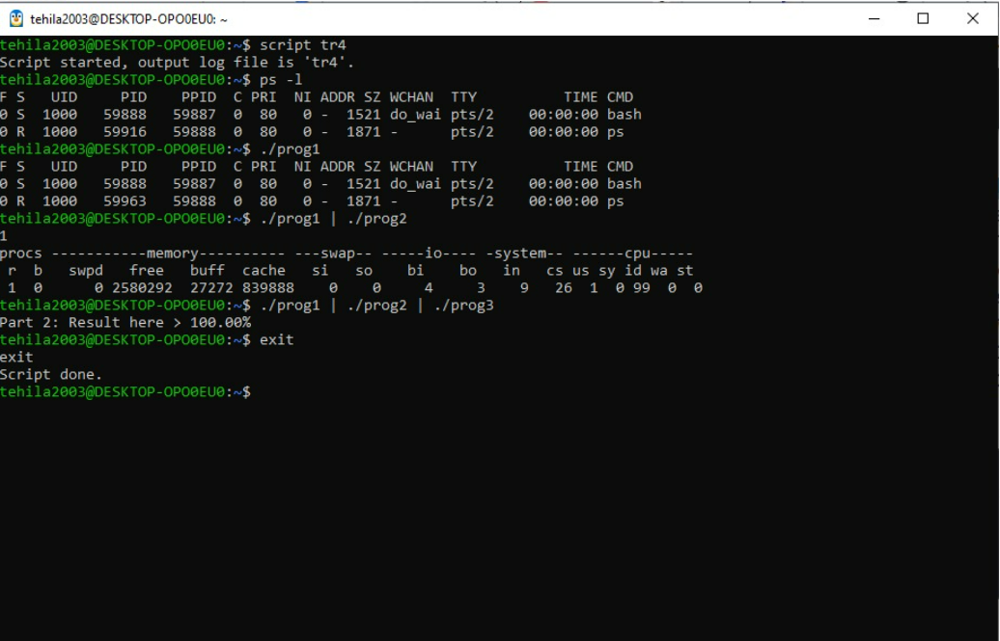 tehila2003@DESKTOP-OPO0EU0: ~
tehila2003@DESKTOP-OPO0EU0:~$ script tr4
Script started, output log file is 'tr4'.
tehila2003@DESKTOP-OPO0EU0:~$ ps -l
F S   UID     PID    PPID  C PRI  NI ADDR SZ WCHAN  TTY          TIME CMD
0 S  1000   59888   59887  0  80   0 -  1521 do_wai pts/2    00:00:00 bash
0 R  1000   59916   59888  0  80   0 -  1871 -      pts/2    00:00:00 ps
tehila2003@DESKTOP-OPO0EU0:~$ ./prog1
F S   UID     PID    PPID  C PRI  NI ADDR SZ WCHAN  TTY          TIME CMD
0 S  1000   59888   59887  0  80   0 -  1521 do_wai pts/2    00:00:00 bash
0 R  1000   59963   59888  0  80   0 -  1871 -      pts/2    00:00:00 ps
tehila2003@DESKTOP-OPO0EU0:~$ ./prog1 | ./prog2
1
procs -----------memory---------- ---swap-- -----io---- -system-- ------cpu-----
 r  b   swpd   free   buff  cache   si   so    bi    bo   in   cs us sy id wa st
 1  0      0 2580292  27272 839888    0    0     4     3    9   26  1  0 99  0  0
tehila2003@DESKTOP-OPO0EU0:~$ ./prog1 | ./prog2 | ./prog3
Part 2: Result here > 100.00%
tehila2003@DESKTOP-OPO0EU0:~$ exit
exit
Script done.
tehila2003@DESKTOP-OPO0EU0:~$